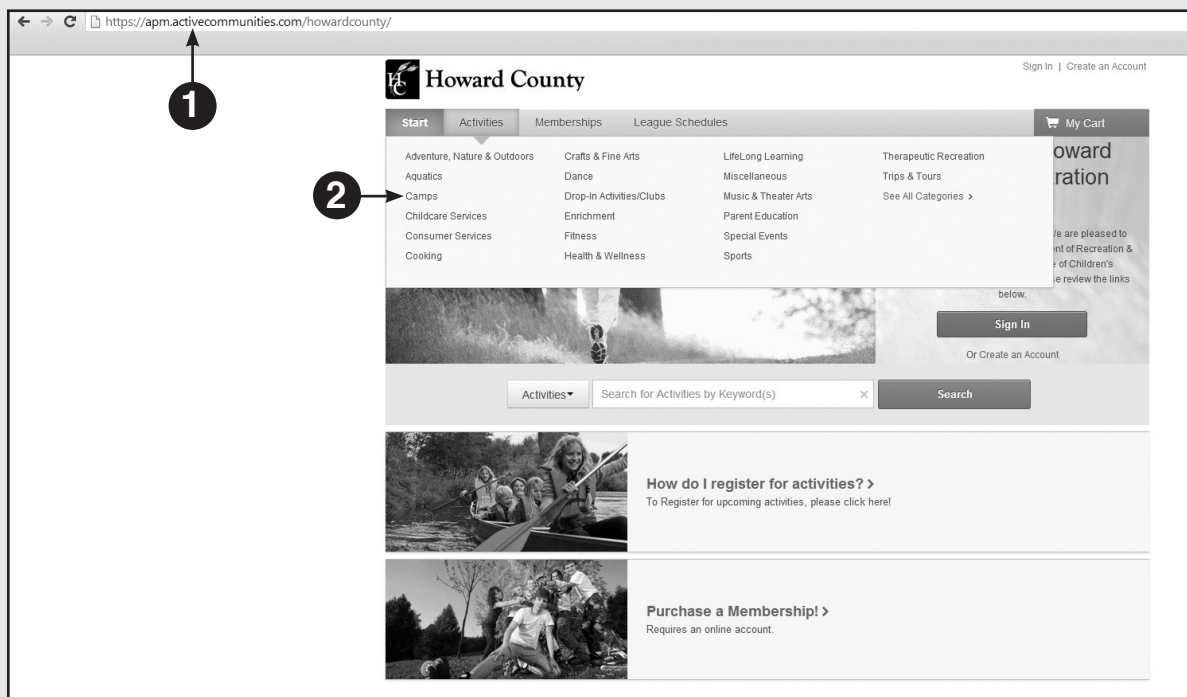 https://apm.activecommunities.com/howardcounty/
1
HC Howard County
Sign In | Create an Account
Start Activities Memberships League Schedules My Cart
2
Adventure, Nature & Outdoors
Aquatics
Camps
Childcare Services
Consumer Services
Cooking
Crafts & Fine Arts
Dance
Drop-In Activities/Clubs
Enrichment
Fitness
Health & Wellness
LifeLong Learning
Miscellaneous
Music & Theater Arts
Parent Education
Special Events
Sports
Therapeutic Recreation
Trips & Tours
See All Categories >
oward
ration
e are pleased to
nt of Recreation &
e of Children's
se review the links
below.
Sign In
Or Create an Account
Activities Search for Activities by Keyword(s) × Search
How do I register for activities? >
To Register for upcoming activities, please click here!
Purchase a Membership! >
Requires an online account.